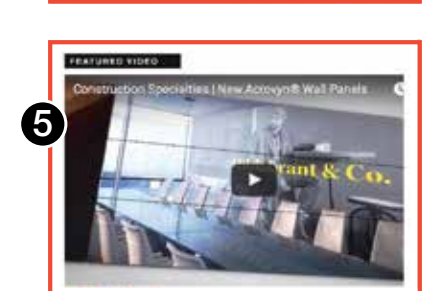 FEATURED VIDEO
Construction Specialties | New Acrovyn® Wall Panels
5
rant & Co.